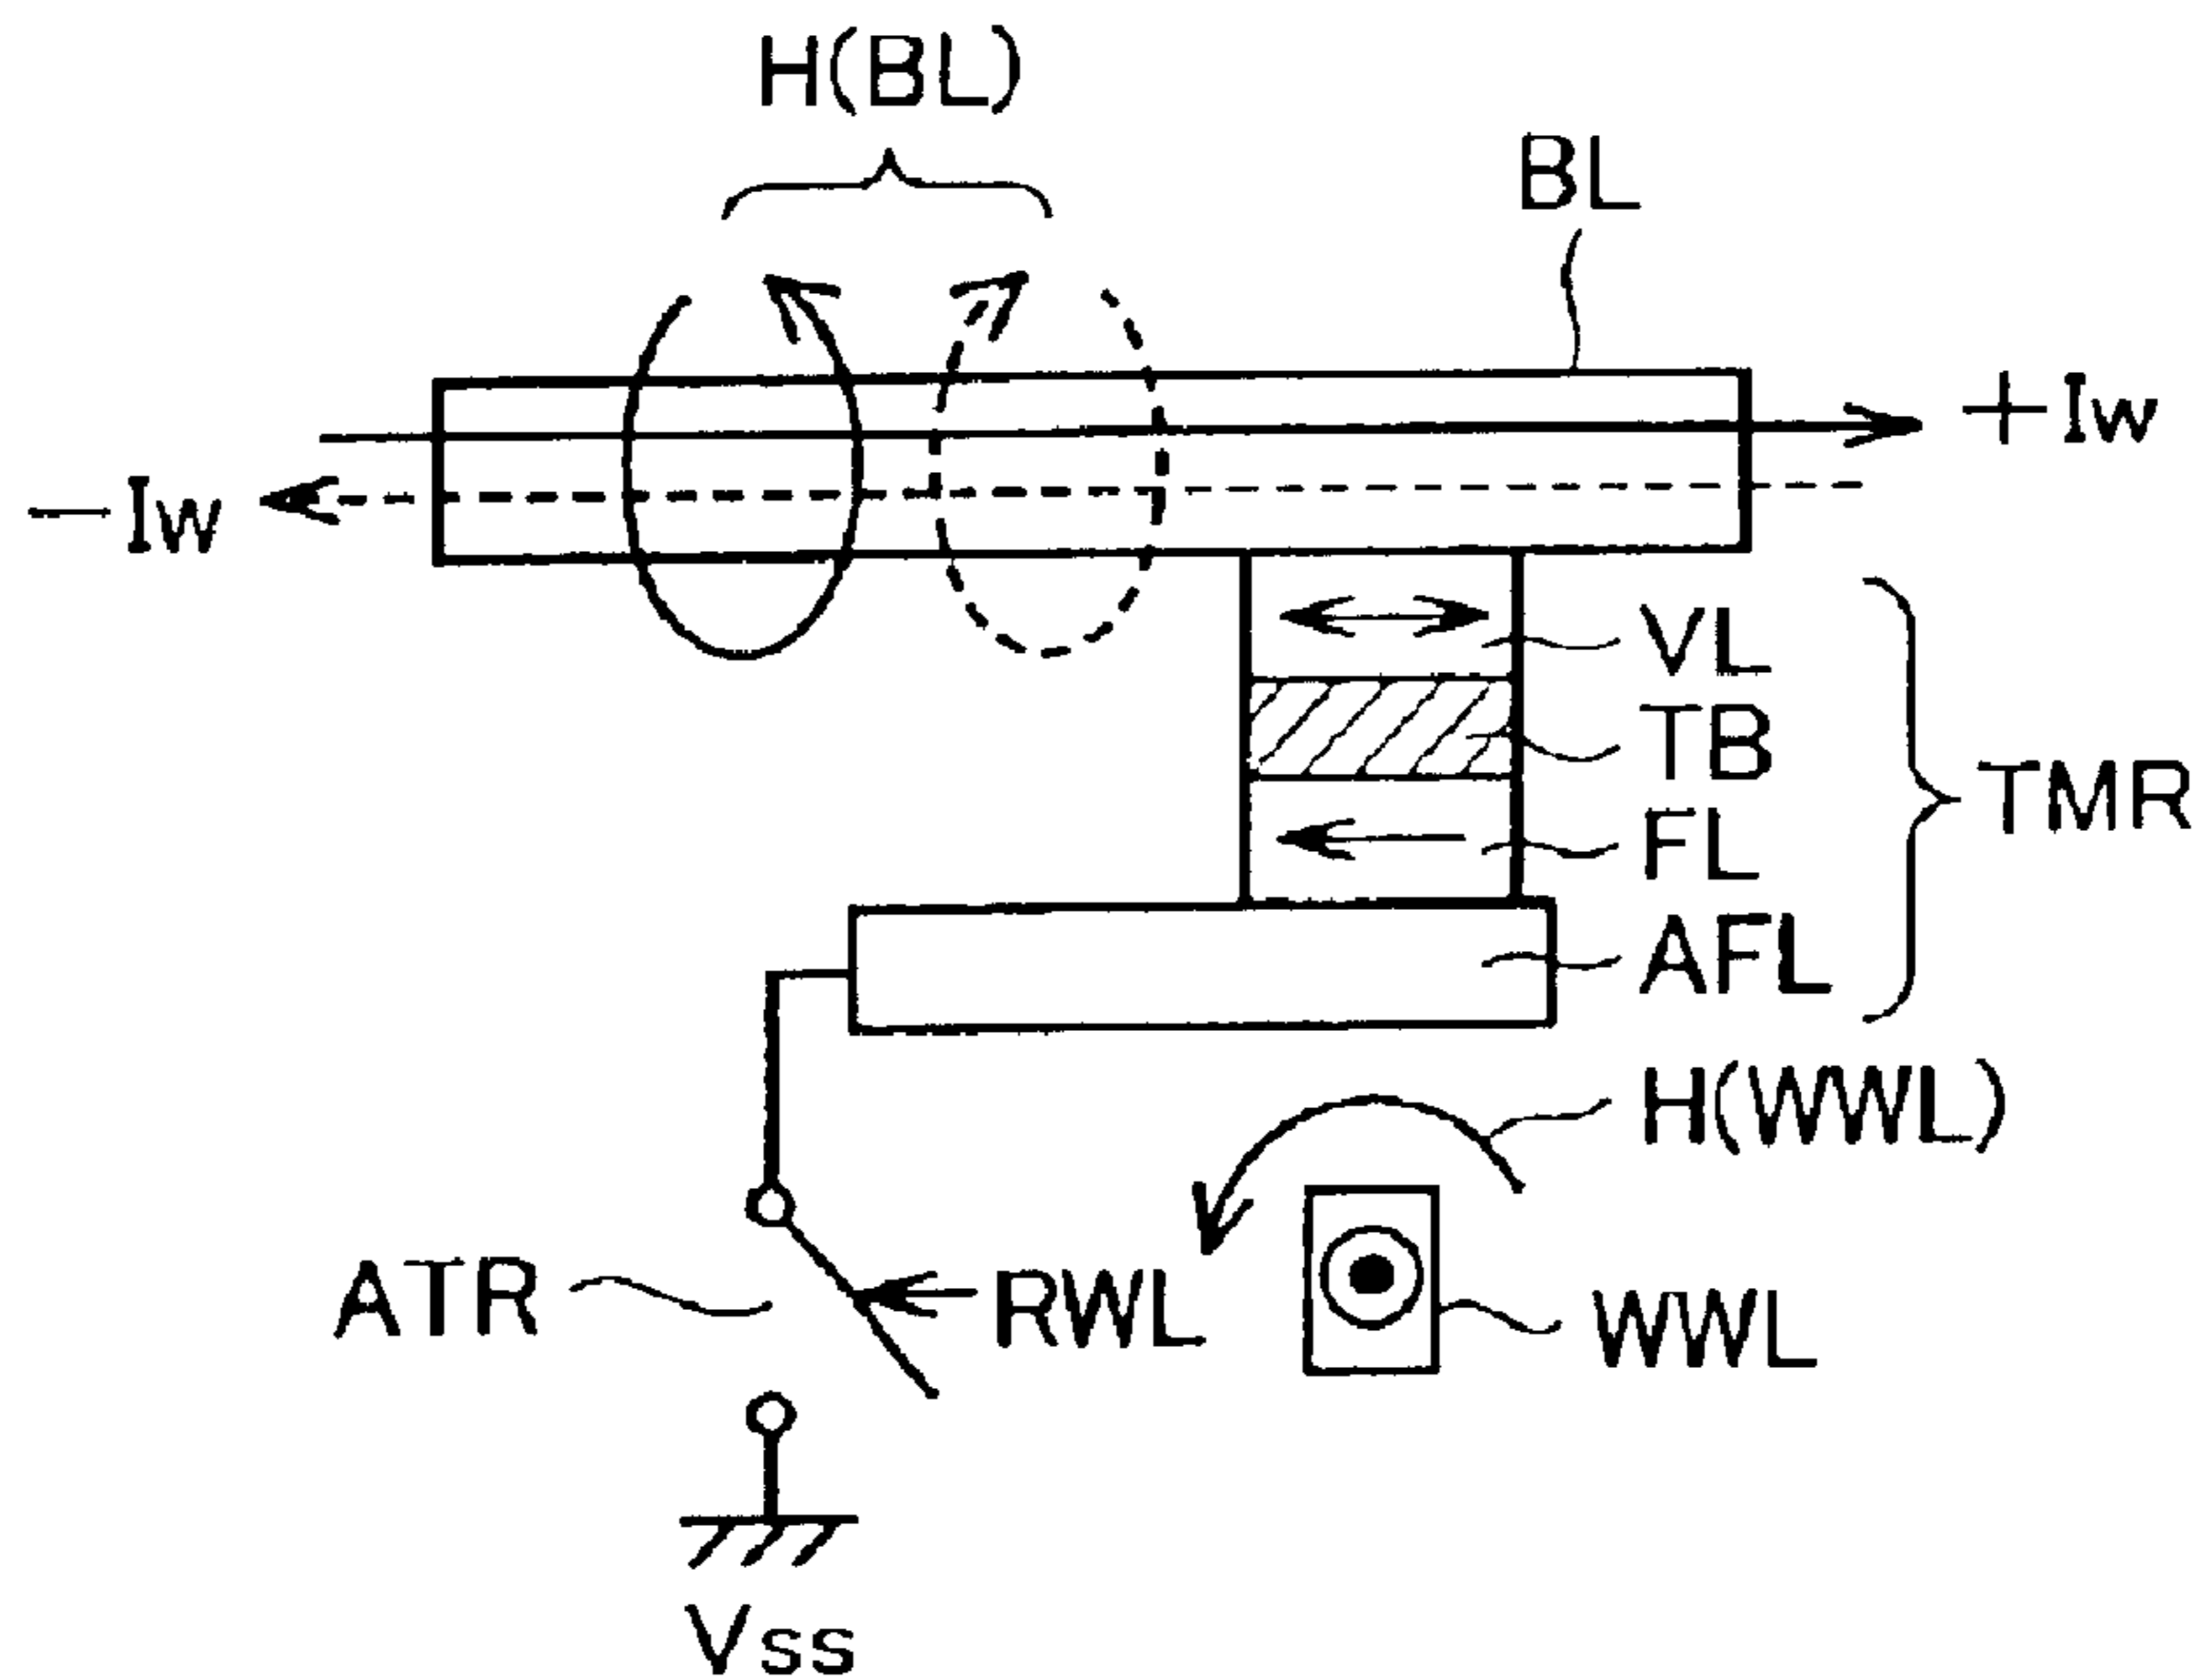 H(BL)
BL
+Iw
−Iw
VL
TB
TMR
FL
AFL
H(WWL)
ATR
RWL
WWL
Vss